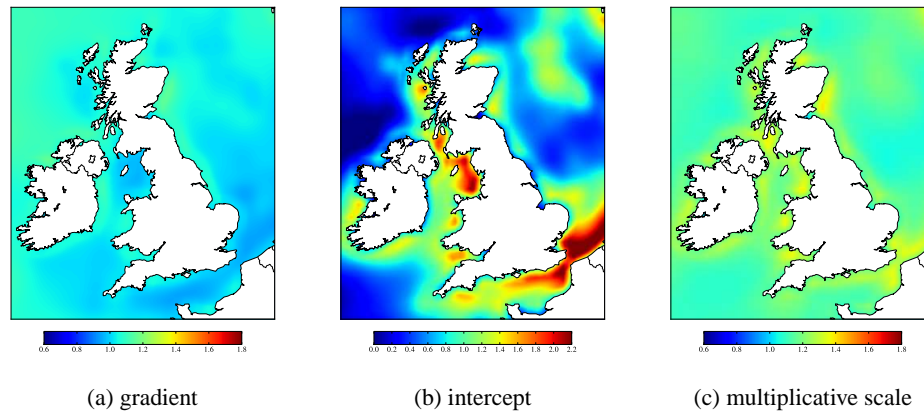 0.6 0.8 1.0 1.2 1.4 1.6 1.8
0.0 0.2 0.4 0.6 0.8 1.0 1.2 1.4 1.6 1.8 2.0 2.2
0.6 0.8 1.0 1.2 1.4 1.6 1.8
(a) gradient
(b) intercept
(c) multiplicative scale